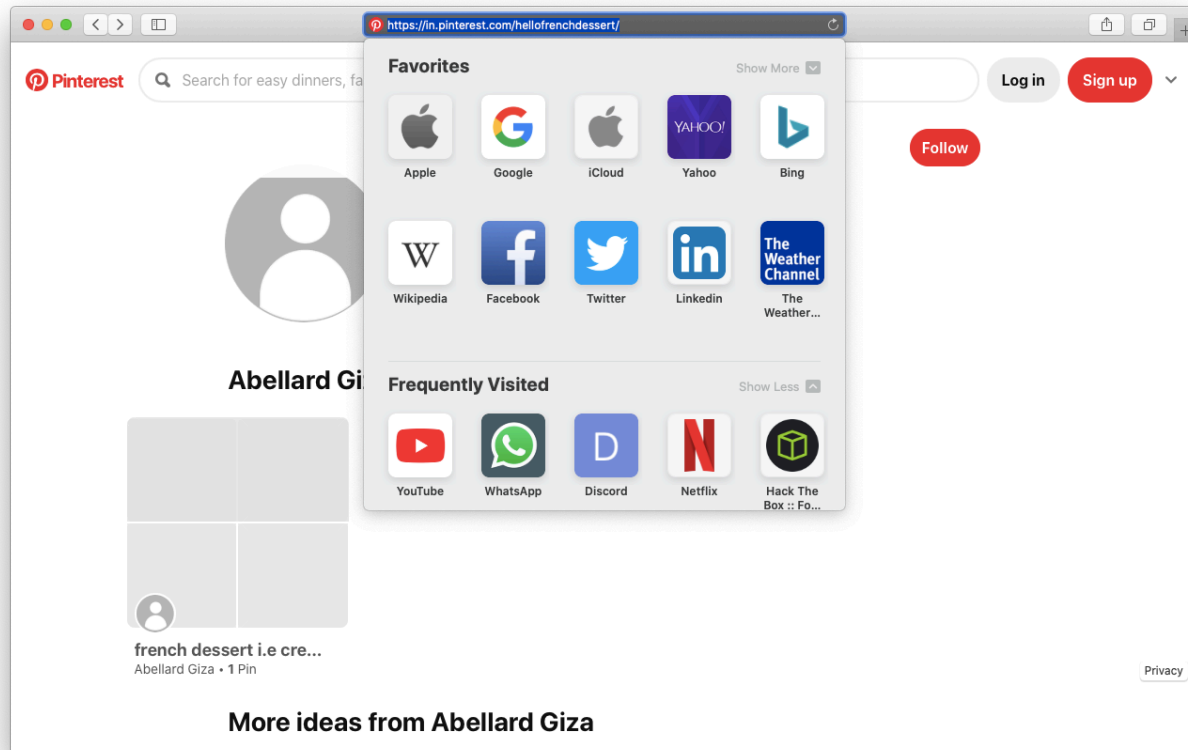 https://in.pinterest.com/hellofrenchdessert/
Pinterest
Search for easy dinners, fa
Log in
Sign up
Favorites
Show More
Apple
Google
iCloud
YAHOO!
Yahoo
Bing
W
Wikipedia
Facebook
Twitter
in
Linkedin
The
Weather
Channel
The
Weather...
Follow
Abellard Gi
Frequently Visited
Show Less
YouTube
WhatsApp
D
Discord
Netflix
Hack The
Box :: Fo...
french dessert i.e cre...
Abellard Giza • 1 Pin
Privacy
More ideas from Abellard Giza